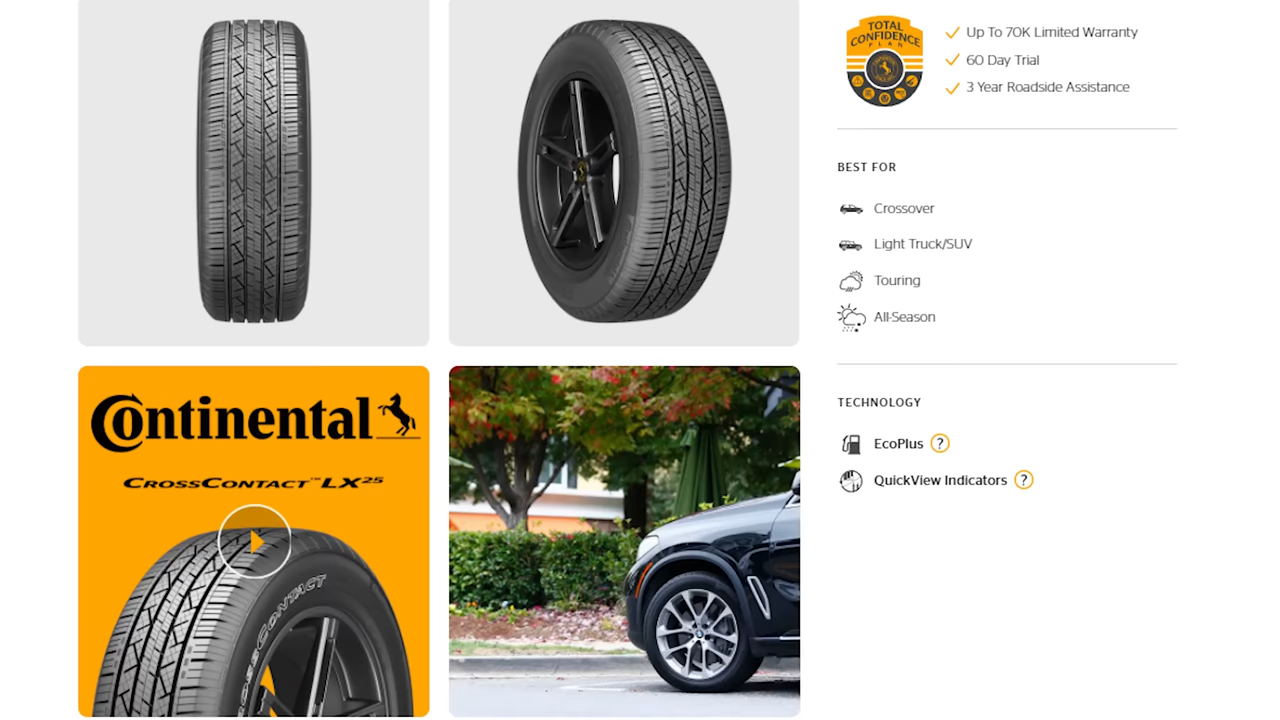 TOTAL
CONFIDENCE
PLAN
Up To 70K Limited Warranty
60 Day Trial
3 Year Roadside Assistance
BEST FOR
Crossover
Light Truck/SUV
Touring
All-Season
TECHNOLOGY
EcoPlus ?
QuickView Indicators ?
Continental
CrossContact™ LX25
CrossContact